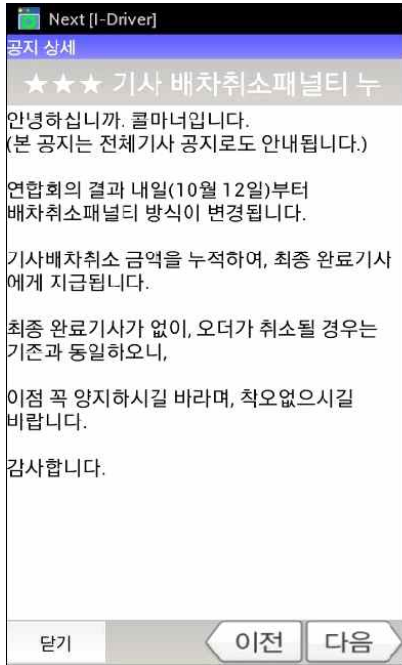 Next [I-Driver]
공지 상세
★★★ 기사 배차취소패널티 누
안녕하십니까. 콜마너입니다.
(본 공지는 전체기사 공지로도 안내됩니다.)
연합회의 결과 내일(10월 12일)부터
배차취소패널티 방식이 변경됩니다.
기사배차취소 금액을 누적하여, 최종 완료기사
에게 지급됩니다.
최종 완료기사가 없이, 오더가 취소될 경우는
기존과 동일하오니,
이점 꼭 양지하시길 바라며, 착오없으시길
바랍니다.
감사합니다.
닫기
이전
다음